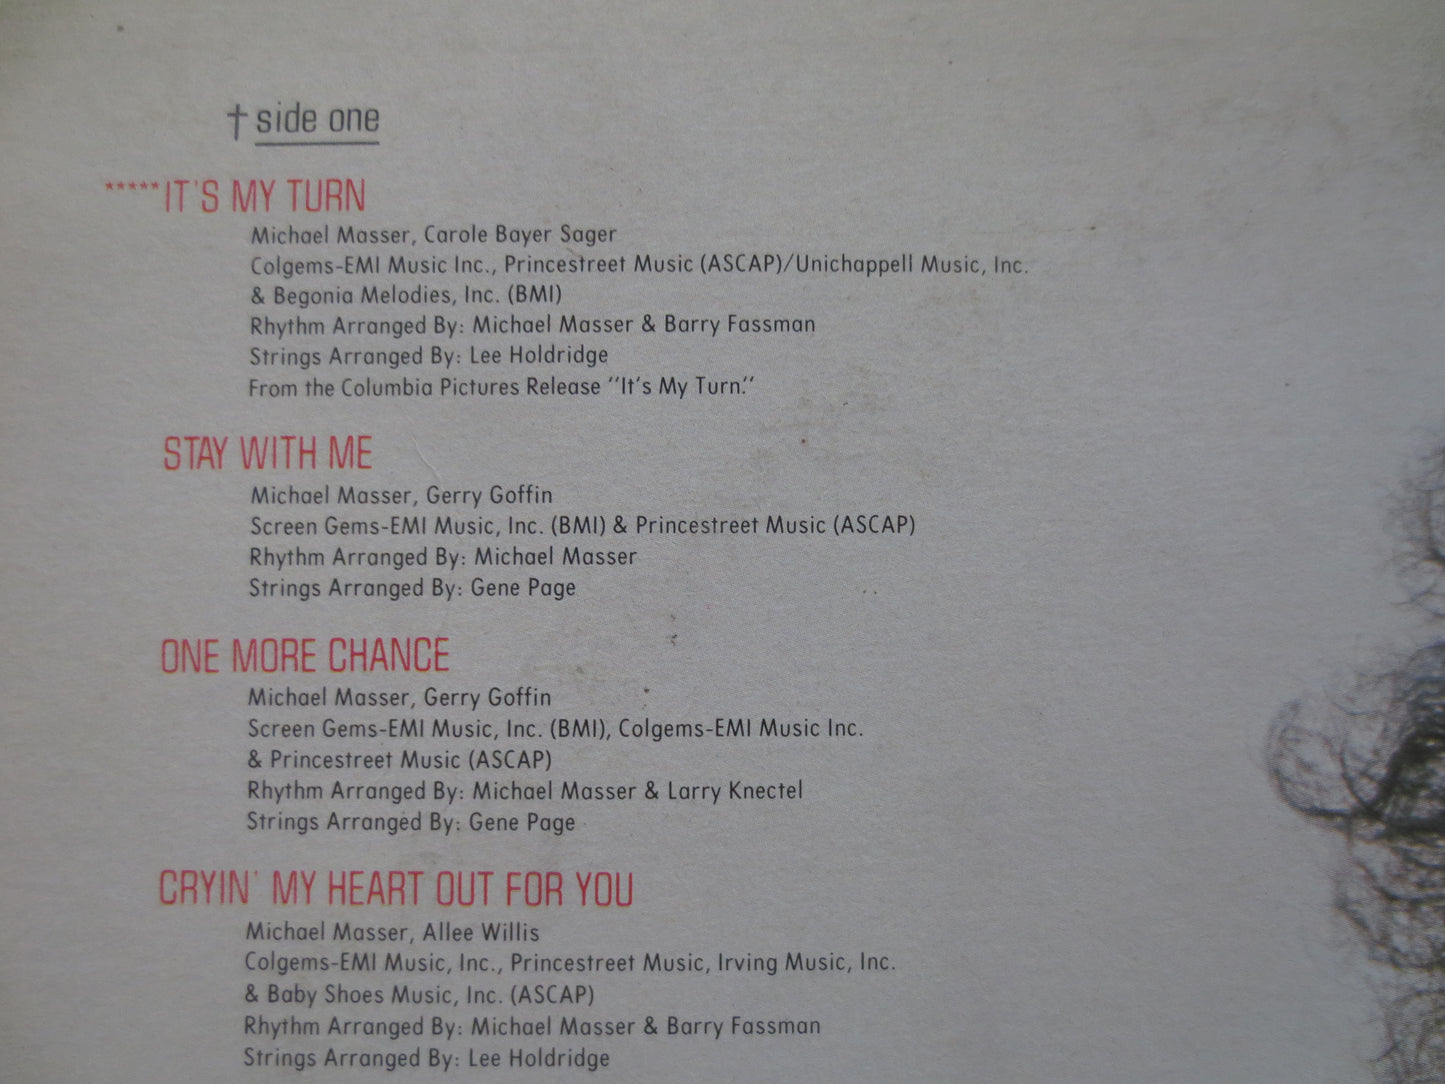 † side one
*****IT'S MY TURN
Michael Masser, Carole Bayer Sager
Colgems-EMI Music Inc., Princestreet Music (ASCAP)/Unichappell Music, Inc.
& Begonia Melodies, Inc. (BMI)
Rhythm Arranged By: Michael Masser & Barry Fassman
Strings Arranged By: Lee Holdridge
From the Columbia Pictures Release "It's My Turn."
STAY WITH ME
Michael Masser, Gerry Goffin
Screen Gems-EMI Music, Inc. (BMI) & Princestreet Music (ASCAP)
Rhythm Arranged By: Michael Masser
Strings Arranged By: Gene Page
ONE MORE CHANCE
Michael Masser, Gerry Goffin
Screen Gems-EMI Music, Inc. (BMI), Colgems-EMI Music Inc.
& Princestreet Music (ASCAP)
Rhythm Arranged By: Michael Masser & Larry Knectel
Strings Arranged By: Gene Page
CRYIN' MY HEART OUT FOR YOU
Michael Masser, Allee Willis
Colgems-EMI Music, Inc., Princestreet Music, Irving Music, Inc.
& Baby Shoes Music, Inc. (ASCAP)
Rhythm Arranged By: Michael Masser & Barry Fassman
Strings Arranged By: Lee Holdridge